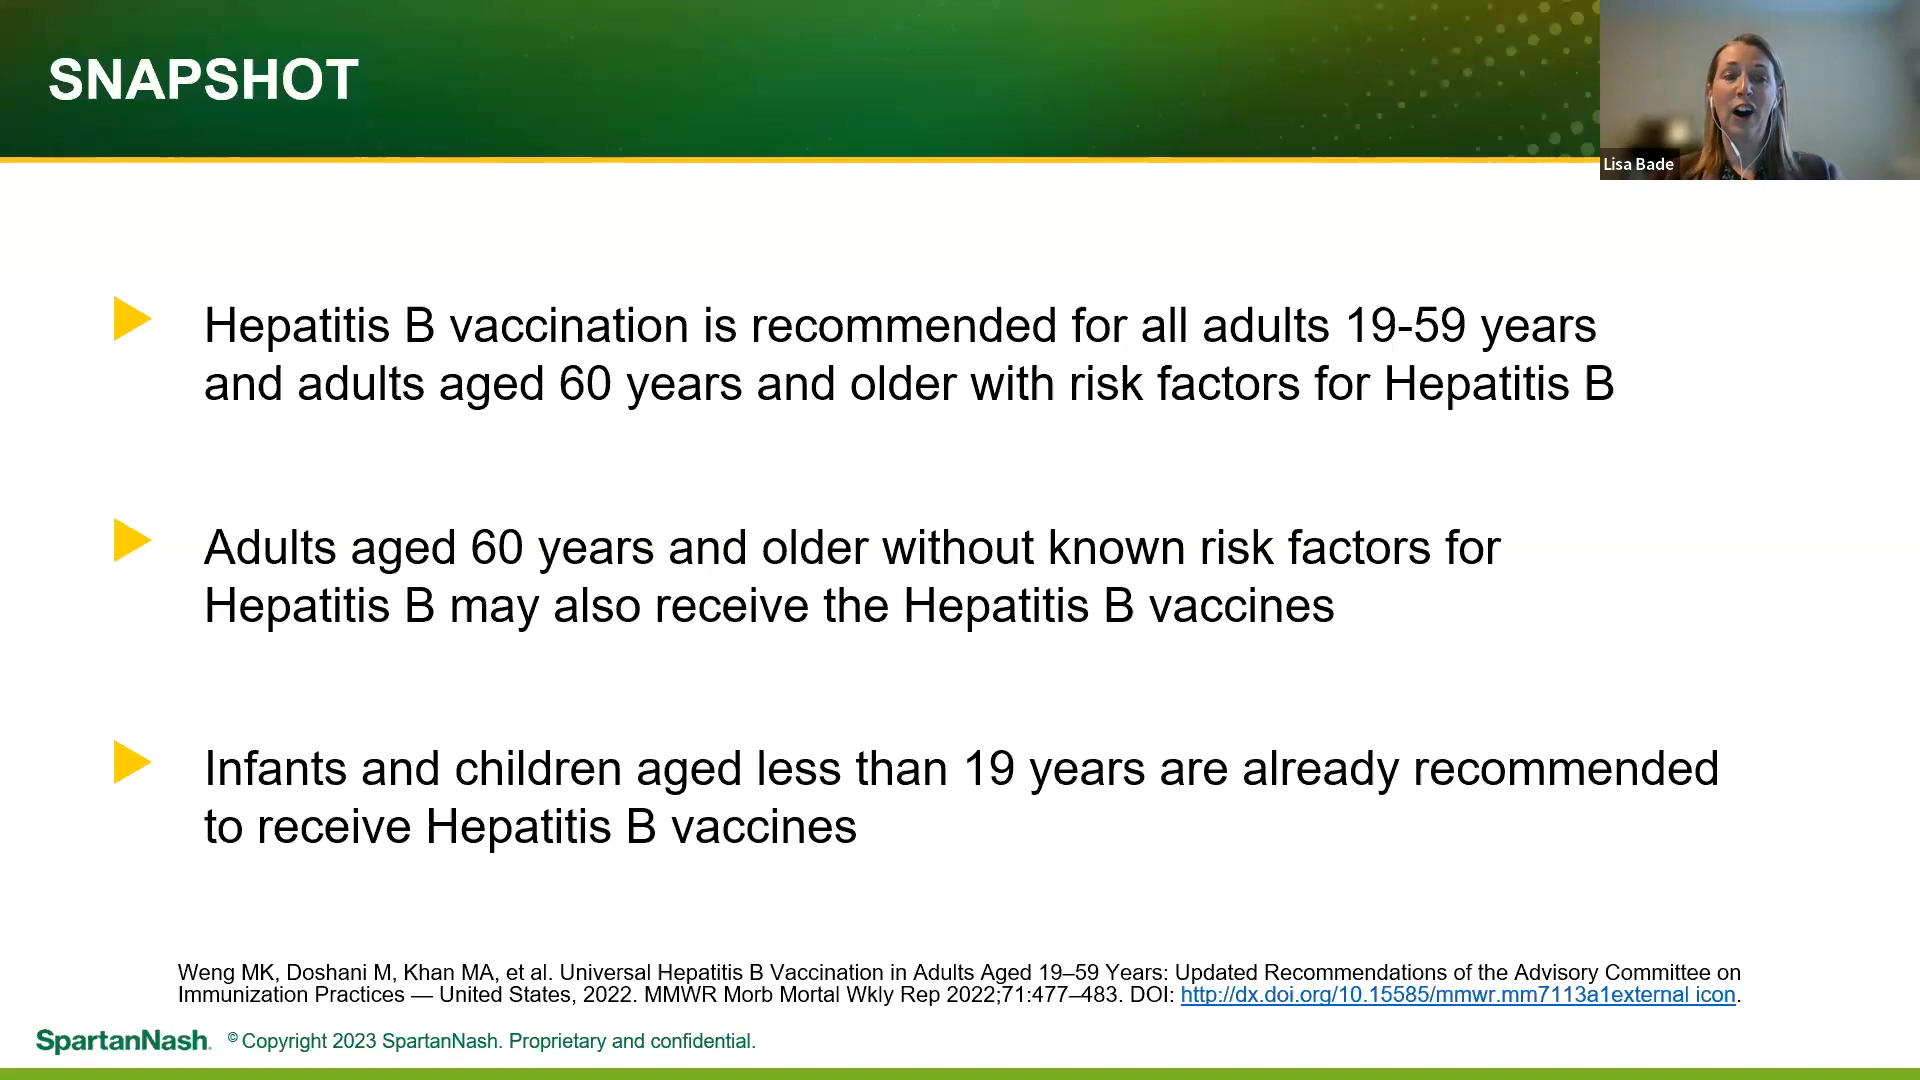 SNAPSHOT
Lisa Bade
Hepatitis B vaccination is recommended for all adults 19-59 years
and adults aged 60 years and older with risk factors for Hepatitis B
Adults aged 60 years and older without known risk factors for
Hepatitis B may also receive the Hepatitis B vaccines
Infants and children aged less than 19 years are already recommended
to receive Hepatitis B vaccines
Weng MK, Doshani M, Khan MA, et al. Universal Hepatitis B Vaccination in Adults Aged 19–59 Years: Updated Recommendations of the Advisory Committee on
Immunization Practices — United States, 2022. MMWR Morb Mortal Wkly Rep 2022;71:477–483. DOI: http://dx.doi.org/10.15585/mmwr.mm7113a1external icon.
SpartanNash. © Copyright 2023 SpartanNash. Proprietary and confidential.